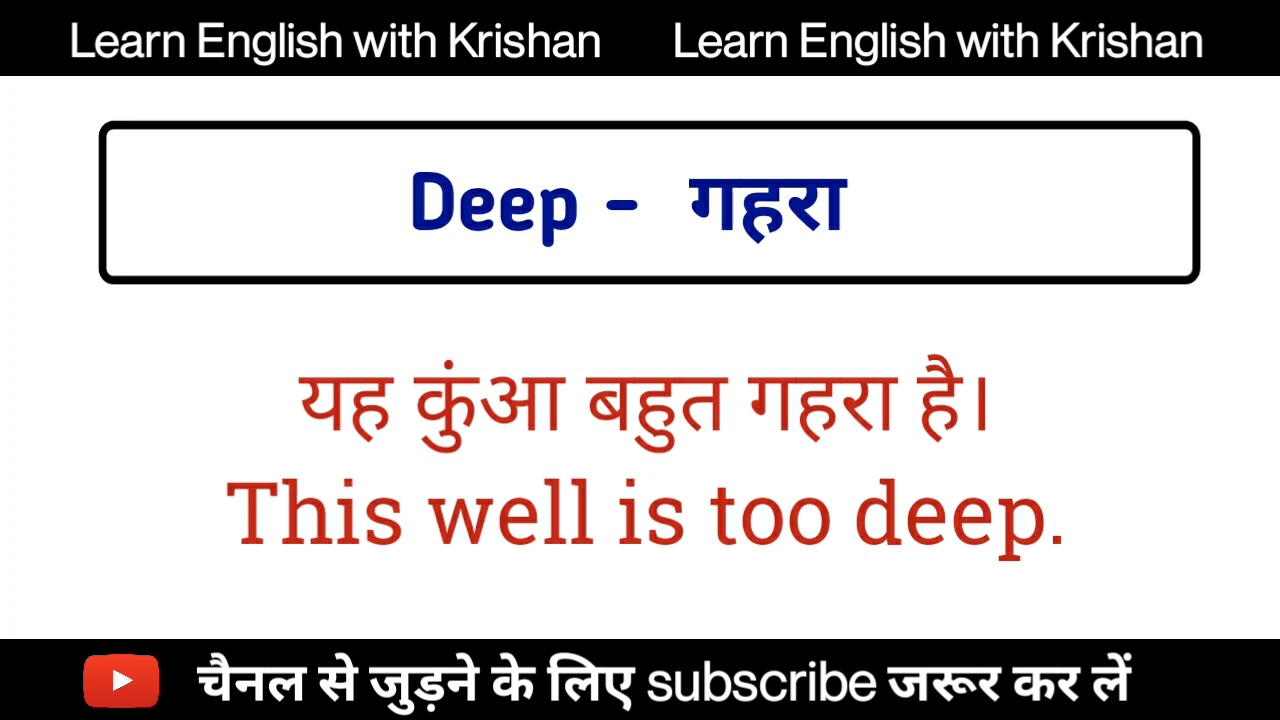 Learn English with Krishan Learn English with Krishan
Deep - गहरा
यह कुंआ बहुत गहरा है।
This well is too deep.
चैनल से जुड़ने के लिए subscribe जरूर कर लें